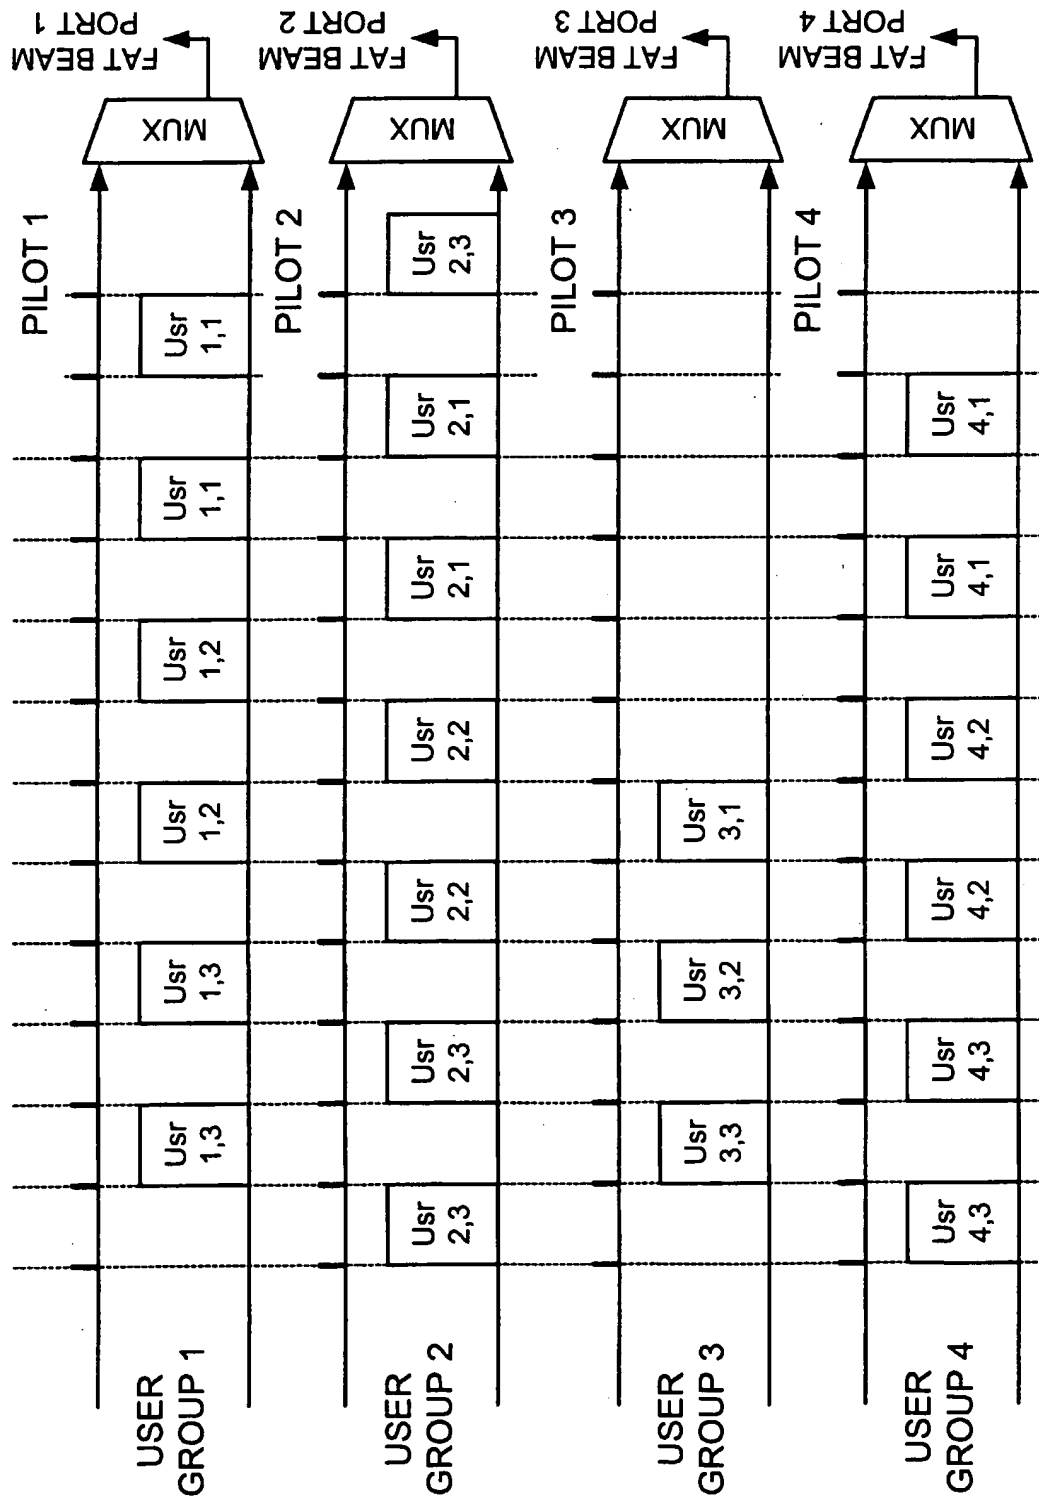 USER
GROUP 1
Usr
2,3
Usr
1,3
Usr
2,3
Usr
1,3
Usr
2,2
Usr
1,2
Usr
2,2
Usr
1,2
Usr
2,1
Usr
1,1
Usr
2,1
Usr
1,1
Usr
2,3
PILOT 1
MUX
FAT BEAM
PORT 1
USER
GROUP 2
PILOT 2
MUX
FAT BEAM
PORT 2
USER
GROUP 3
Usr
3,3
Usr
3,2
Usr
3,1
PILOT 3
MUX
FAT BEAM
PORT 3
USER
GROUP 4
Usr
4,3
Usr
4,3
Usr
4,2
Usr
4,2
Usr
4,1
Usr
4,1
PILOT 4
MUX
FAT BEAM
PORT 4